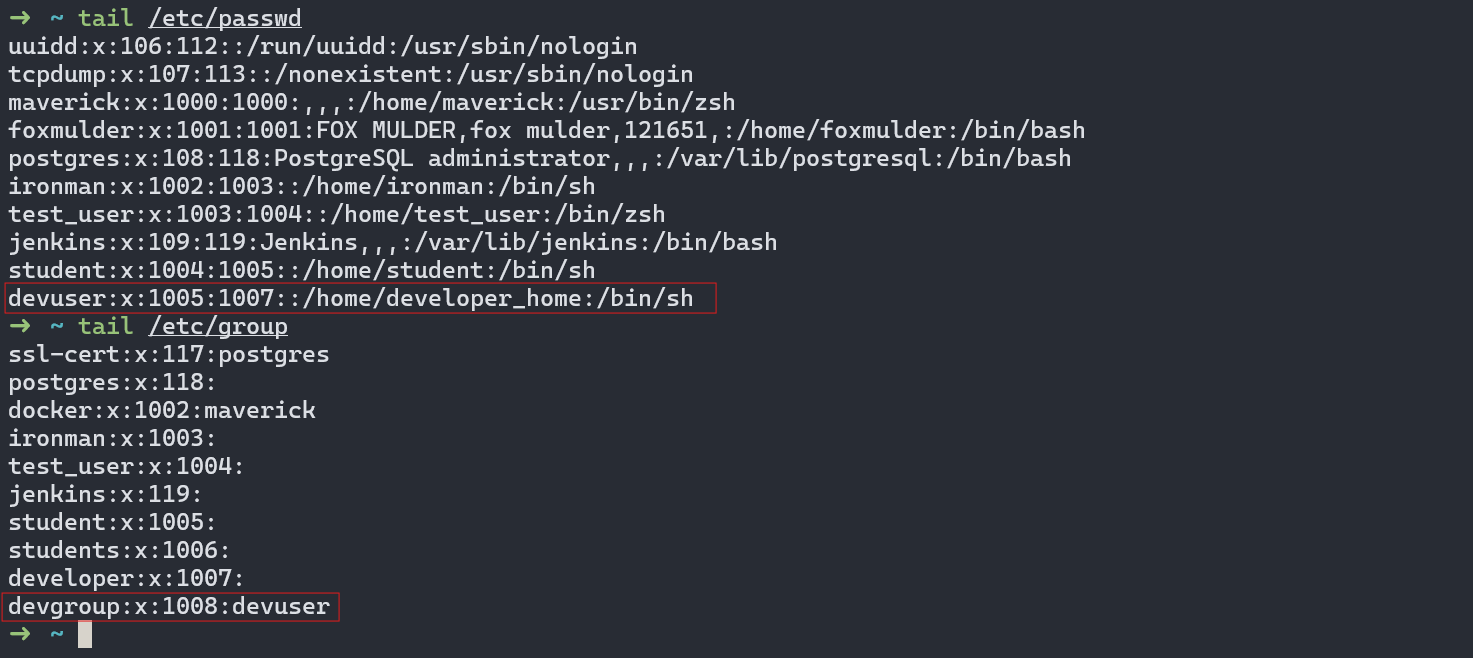 ➜ ~ tail /etc/passwd
uuidd:x:106:112::/run/uuidd:/usr/sbin/nologin
tcpdump:x:107:113::/nonexistent:/usr/sbin/nologin
maverick:x:1000:1000:,,,:/home/maverick:/usr/bin/zsh
foxmulder:x:1001:1001:FOX MULDER,fox mulder,121651,:/home/foxmulder:/bin/bash
postgres:x:108:118:PostgreSQL administrator,,,:/var/lib/postgresql:/bin/bash
ironman:x:1002:1003::/home/ironman:/bin/sh
test_user:x:1003:1004::/home/test_user:/bin/zsh
jenkins:x:109:119:Jenkins,,,:/var/lib/jenkins:/bin/bash
student:x:1004:1005::/home/student:/bin/sh
devuser:x:1005:1007::/home/developer_home:/bin/sh
➜ ~ tail /etc/group
ssl-cert:x:117:postgres
postgres:x:118:
docker:x:1002:maverick
ironman:x:1003:
test_user:x:1004:
jenkins:x:119:
student:x:1005:
students:x:1006:
developer:x:1007:
devgroup:x:1008:devuser
➜ ~